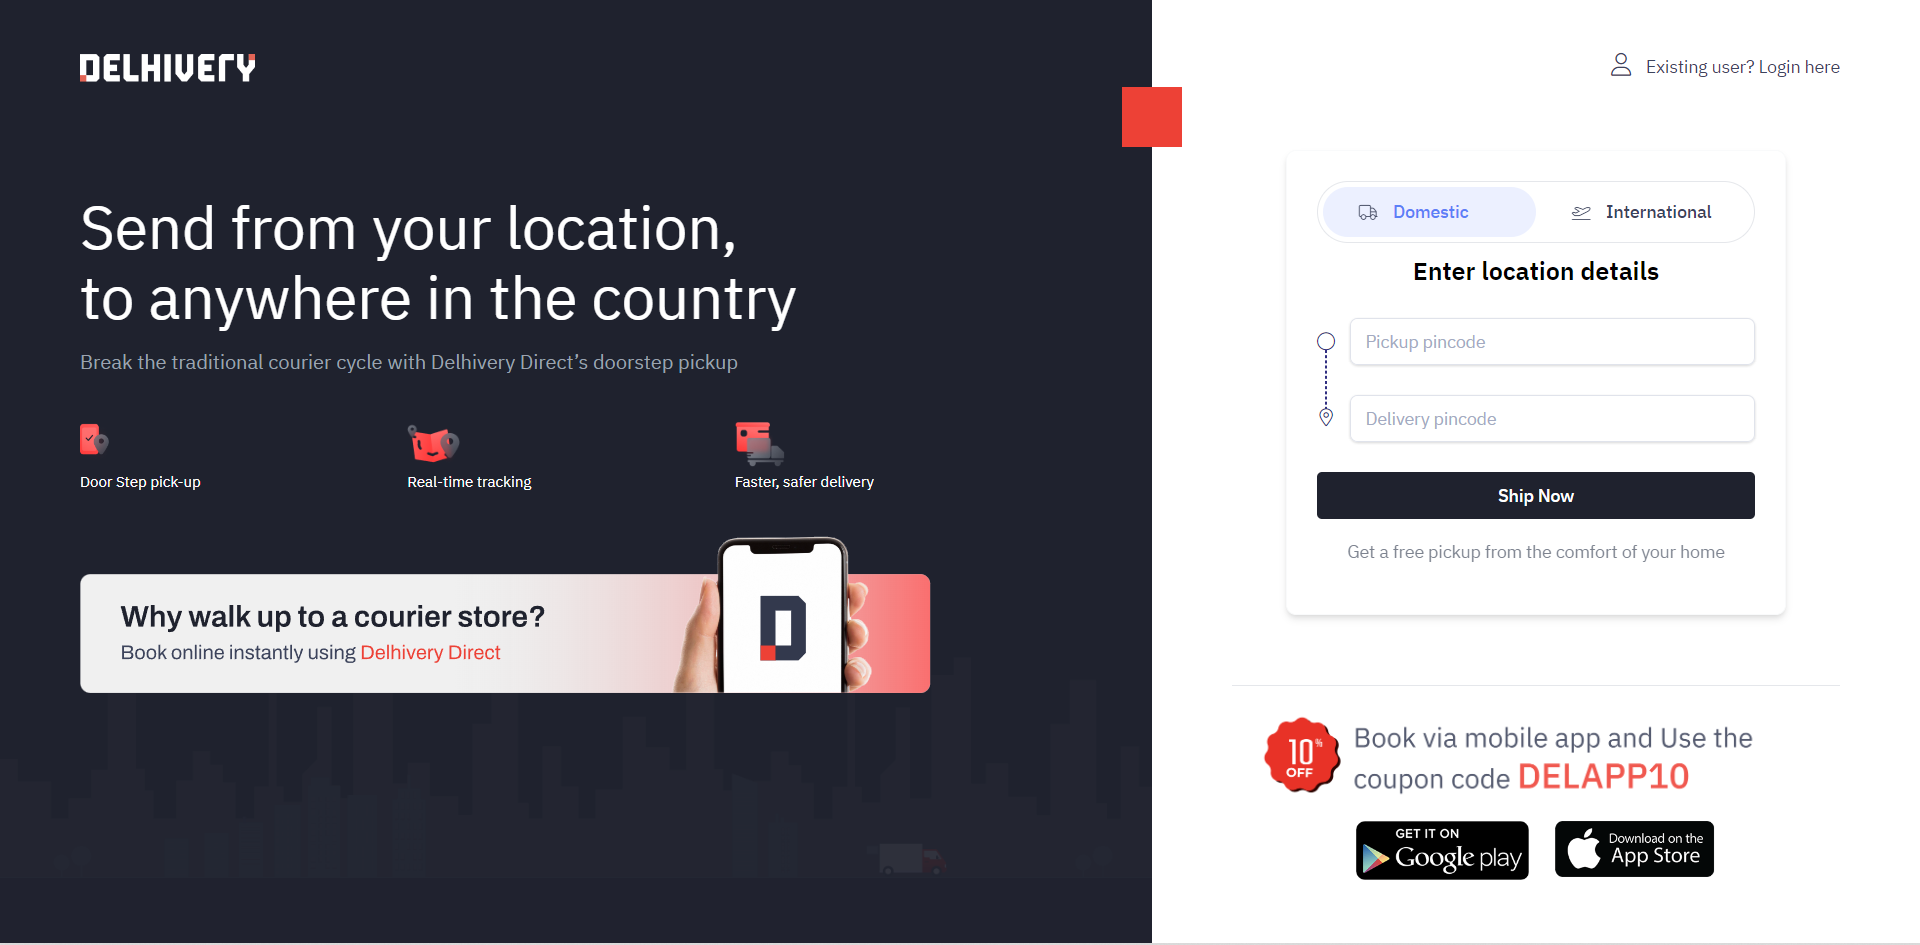 DELHIVERY
Send from your location,
to anywhere in the country
Break the traditional courier cycle with Delhivery Direct’s doorstep pickup
Door Step pick-up
Real-time tracking
Faster, safer delivery
Why walk up to a courier store?
Book online instantly using Delhivery Direct
D
Existing user? Login here
Domestic
International
Enter location details
Pickup pincode
Delivery pincode
Ship Now
Get a free pickup from the comfort of your home
10%
OFF
Book via mobile app and Use the
coupon code DELAPP10
GET IT ON
Google play
Download on the
App Store